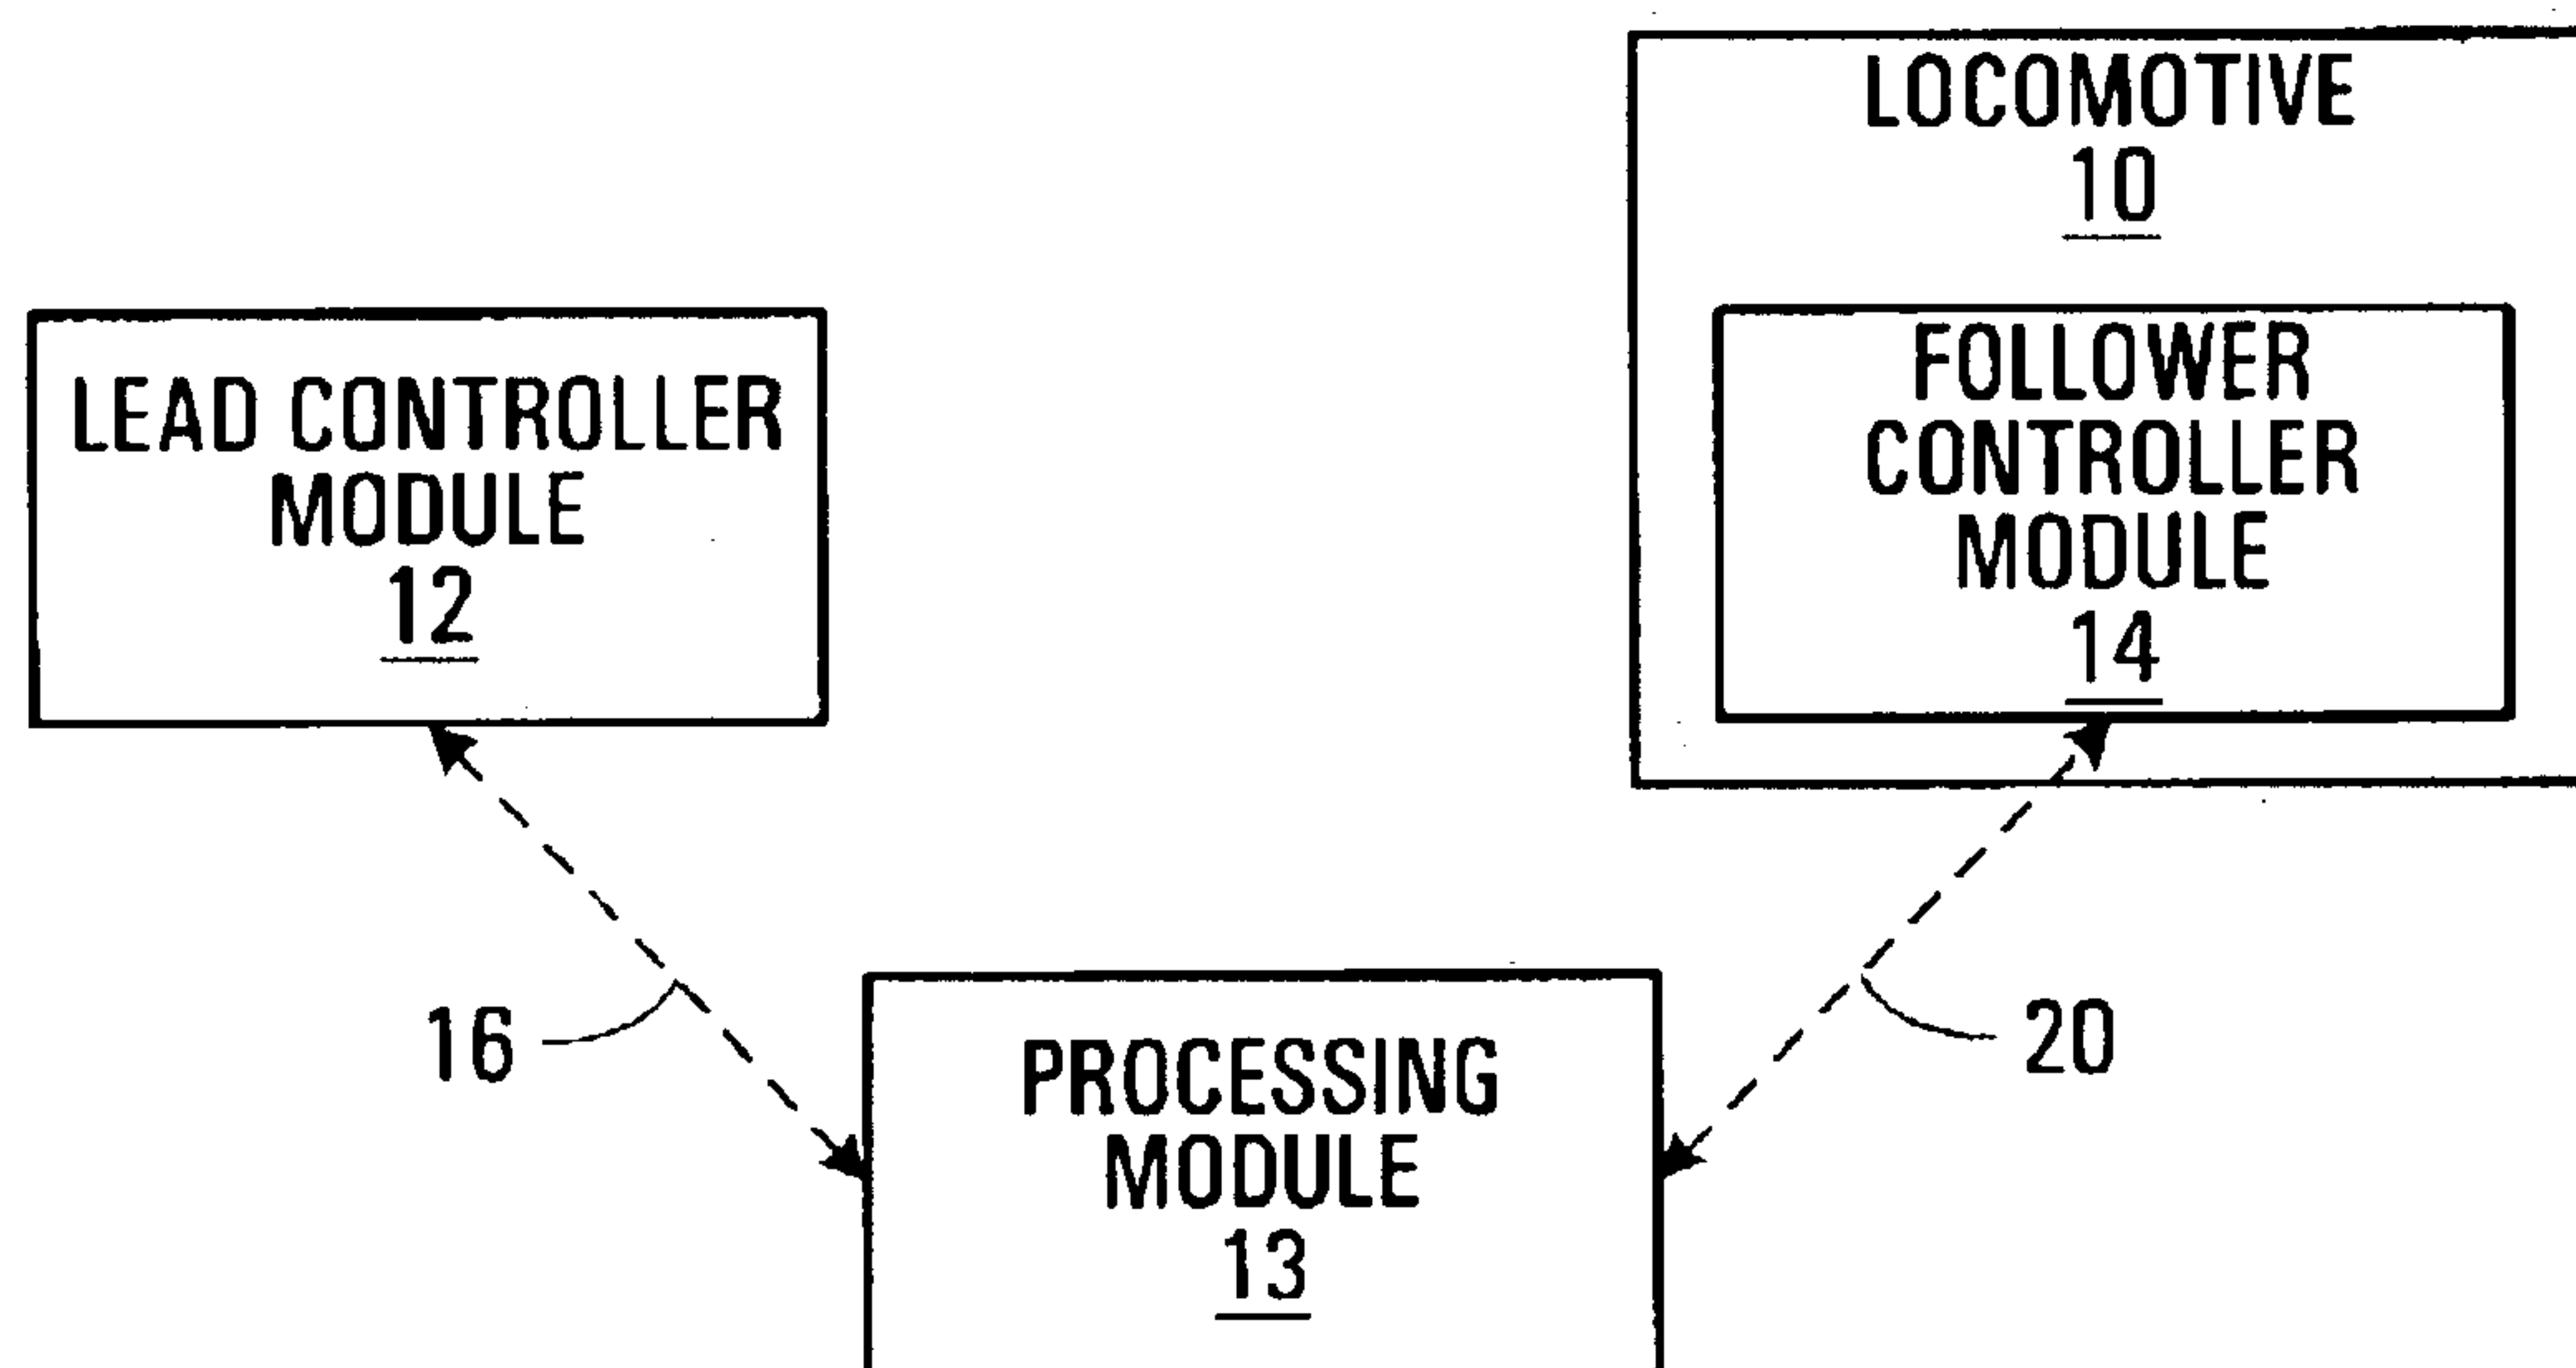 LOCOMOTIVE
10
LEAD CONTROLLER
MODULE
12
FOLLOWER
CONTROLLER
MODULE
14
16
20
PROCESSING
MODULE
13